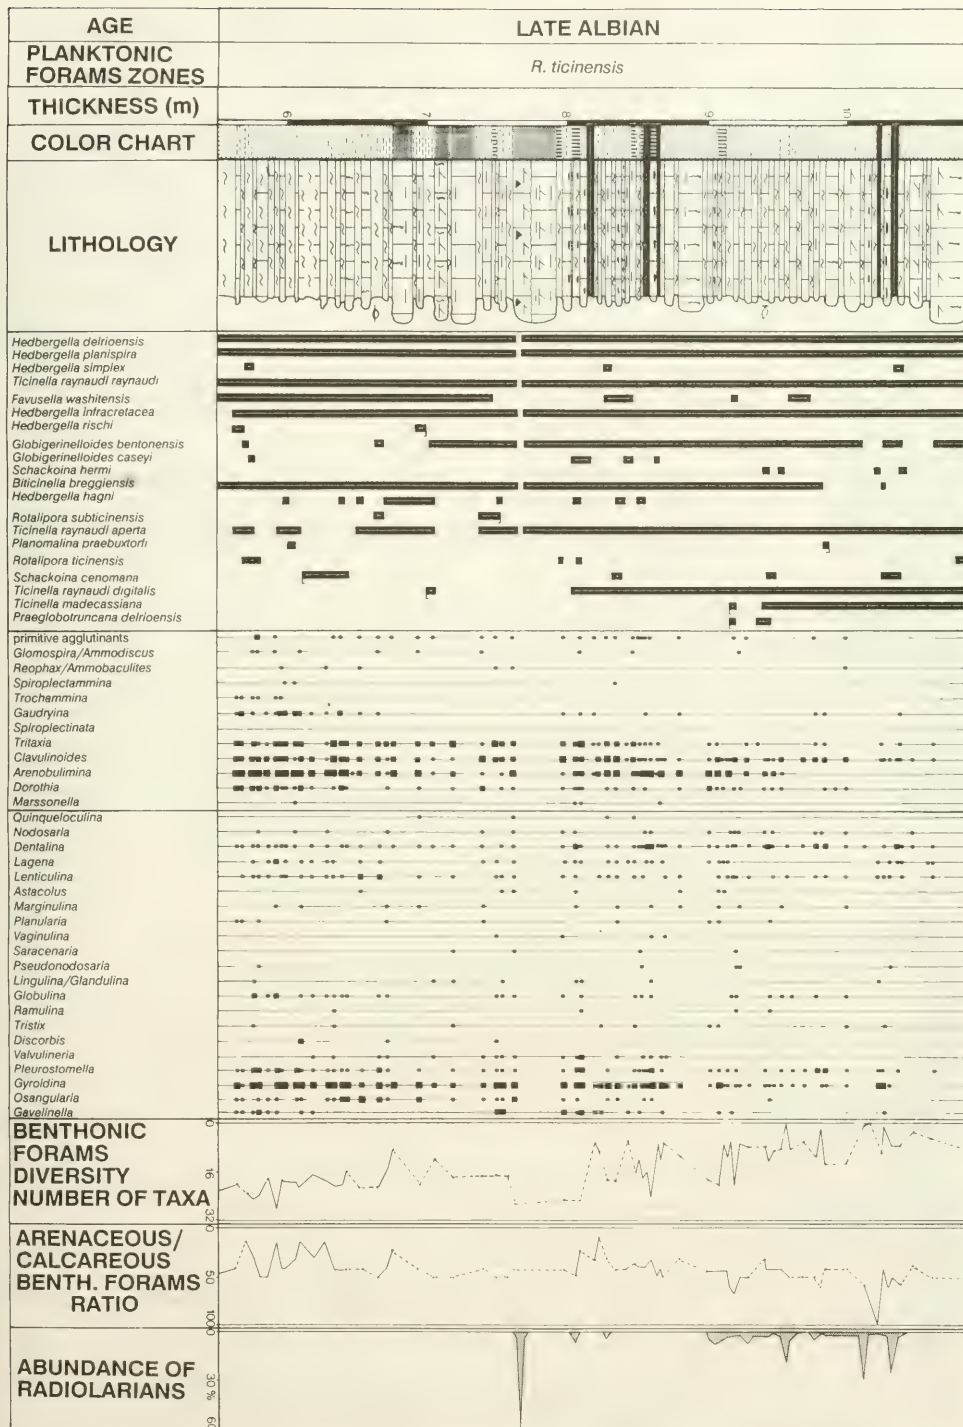 AGE
LATE ALBIAN
PLANKTONIC
FORAMS ZONES
R. ticinensis
THICKNESS (m)
6 7 8 9 10
COLOR CHART
LITHOLOGY
Hedbergella delrioensis
Hedbergella planispira
Hedbergella simplex
Ticinella raynaudi raynaudi
Favusella washitensis
Hedbergella infracretacea
Hedbergella rischi
Globigerinelloides bentonensis
Globigerinelloides caseyi
Schackoina hermi
Biticinella breggiensis
Hedbergella hagni
Rotalipora subticinensis
Ticinella raynaudi aperta
Planomalina praebuxtorfi
Rotalipora ticinensis
Schackoina cenomana
Ticinella raynaudi digitalis
Ticinella madecassiana
Praeglobotruncana delrioensis
primitive agglutinants
Glomospira/Ammodiscus
Reophax/Ammobaculites
Spiroplectammina
Trochammina
Gaudryina
Spiroplectinata
Tritaxia
Clavulinoides
Arenobulimina
Dorothia
Marssonella
Quinqueloculina
Nodosaria
Dentalina
Lagena
Lenticulina
Astacolus
Marginulina
Planularia
Vaginulina
Saracenaria
Pseudonodosaria
Lingulina/Glandulina
Globulina
Ramulina
Tristix
Discorbis
Valvulineria
Pleurostomella
Gyroidina
Osangularia
Gavelinella
BENTHONIC
FORAMS
DIVERSITY
NUMBER OF TAXA
0 16 32
ARENACEOUS/
CALCAREOUS
BENTH. FORAMS
RATIO
0 50 100
ABUNDANCE OF
RADIOLARIANS
0 30 % 60